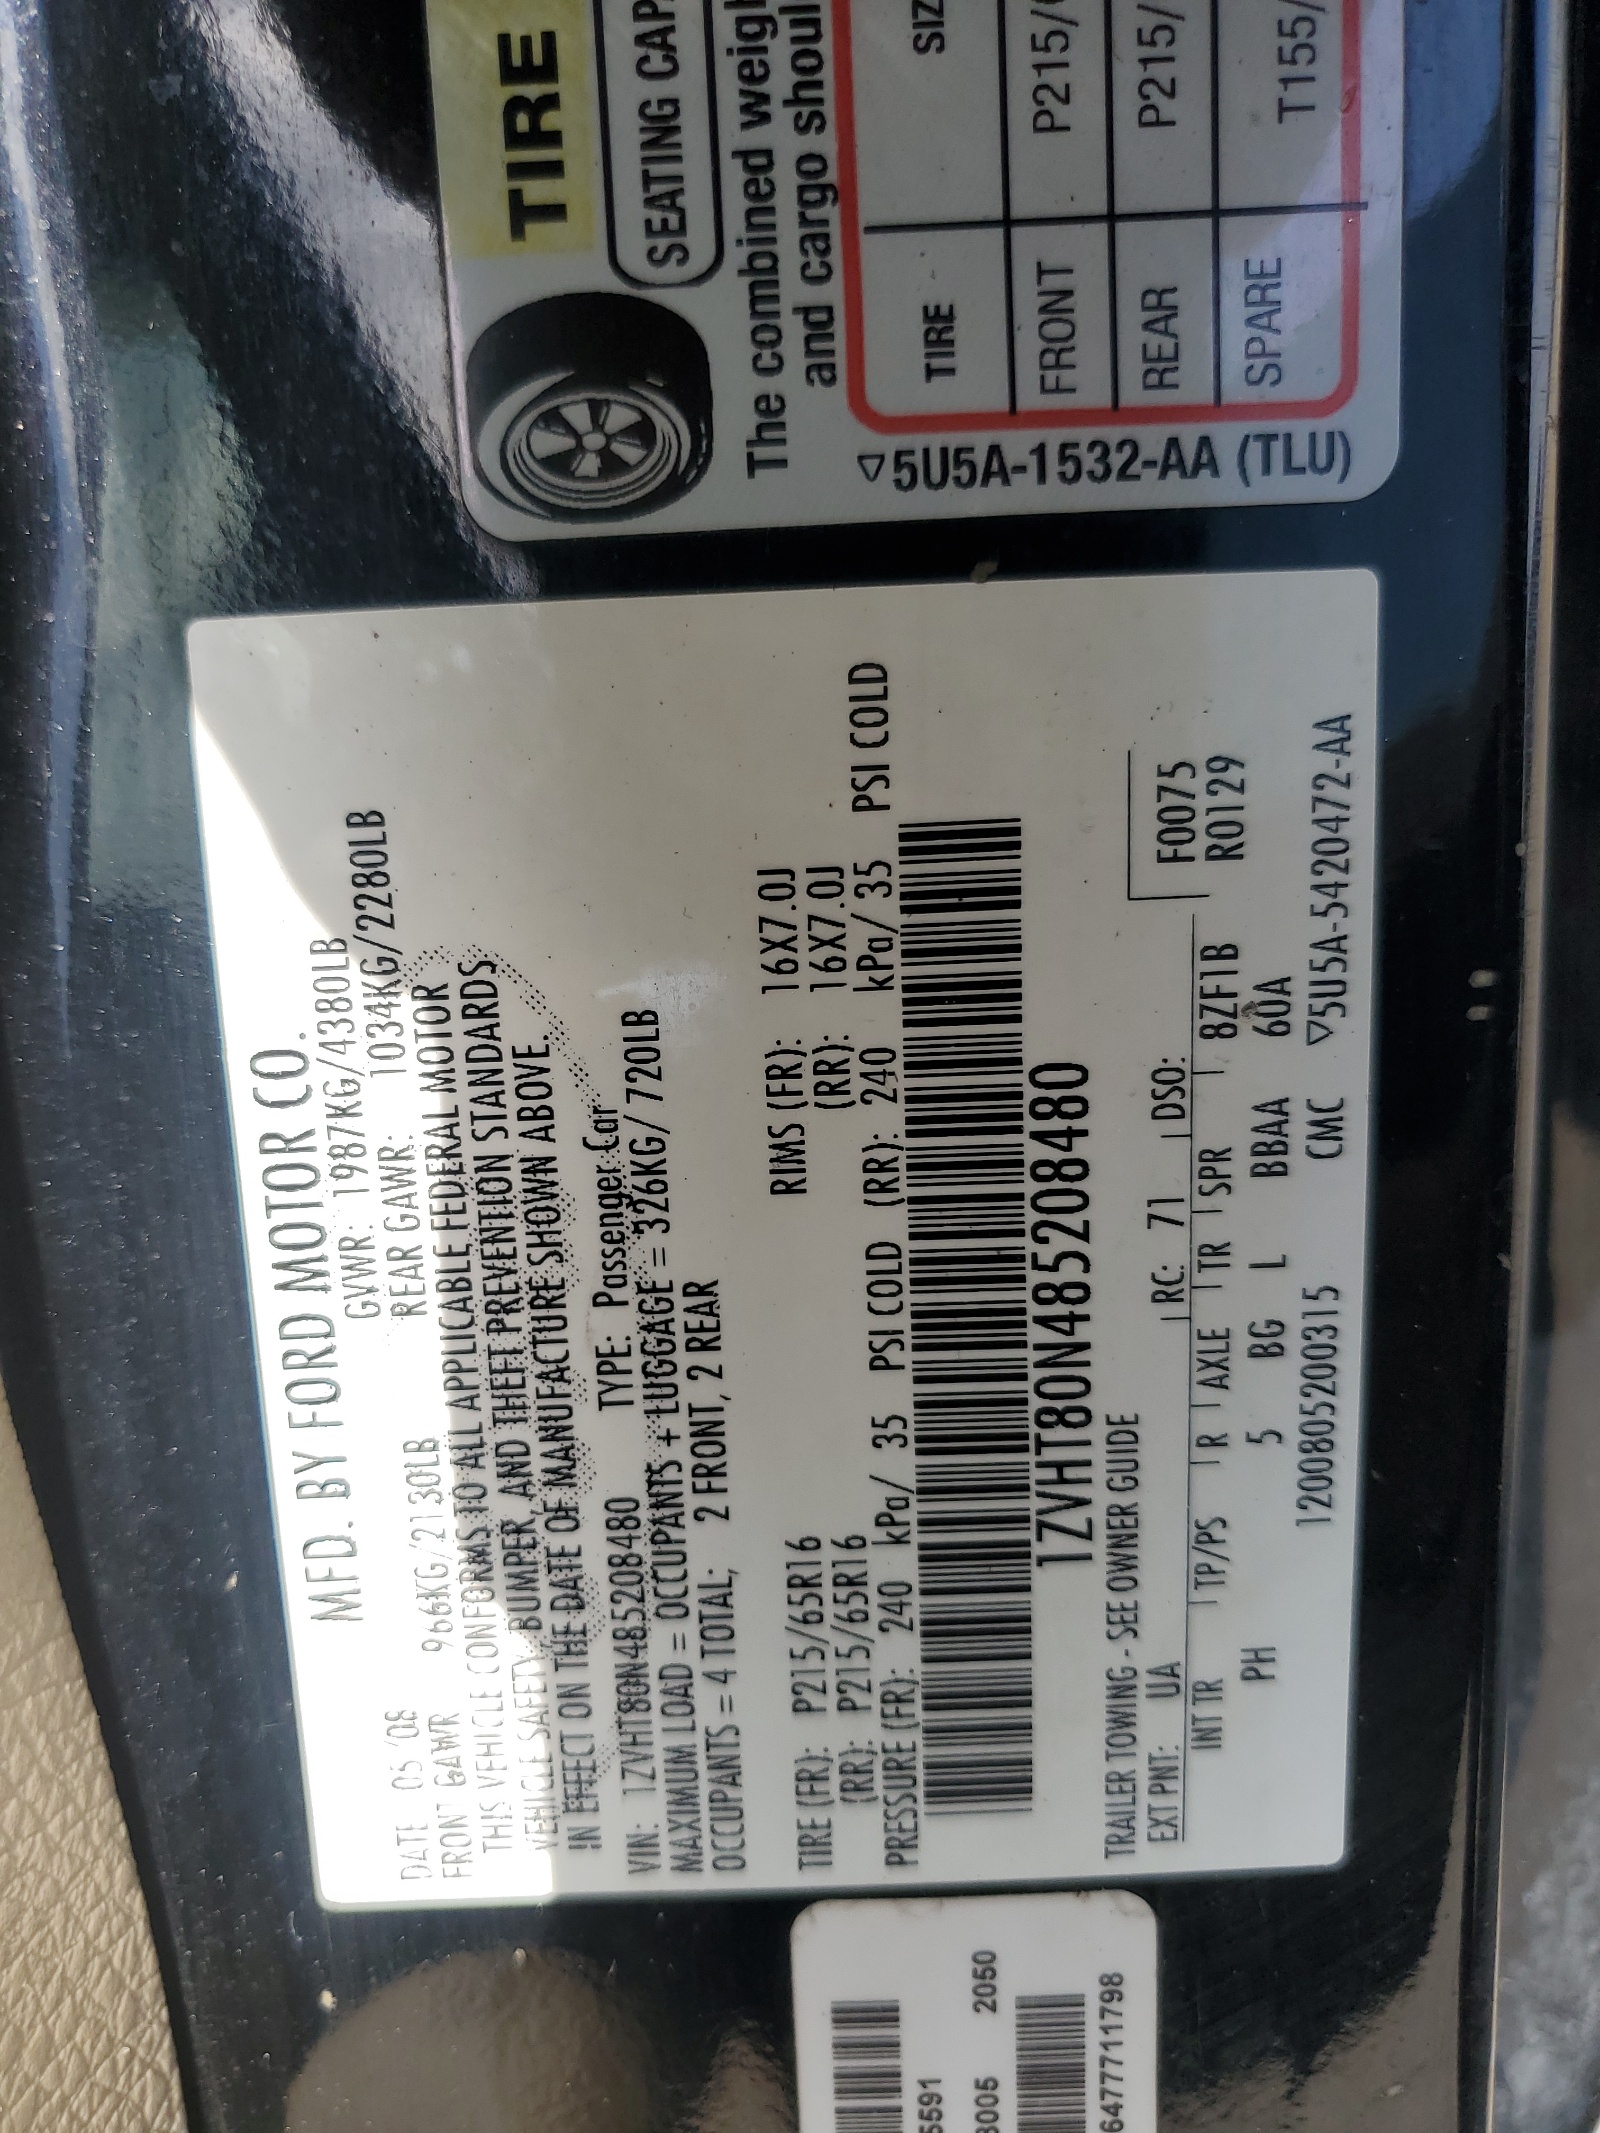 MFD. BY FORD MOTOR CO.
DATE 05 '08 GVWR: 1987KG/4380LB
FRONT GAWR 966KG/2130LB REAR GAWR: 1034KG/2280LB
THIS VEHICLE CONFORMS TO ALL APPLICABLE FEDERAL MOTOR
VEHICLE SAFETY, BUMPER, AND THEFT PREVENTION STANDARDS
IN EFFECT ON THE DATE OF MANUFACTURE SHOWN ABOVE.
VIN: 1ZVHT80N485208480 TYPE: Passenger Car
MAXIMUM LOAD = OCCUPANTS + LUGGAGE = 326KG/720LB
OCCUPANTS = 4 TOTAL; 2 FRONT, 2 REAR
TIRE (FR): P215/65R16 RIMS (FR): 16X7.0J
(RR): P215/65R16 (RR): 16X7.0J
PRESSURE (FR): 240 kPa/ 35 PSI COLD (RR): 240 kPa/ 35 PSI COLD
1ZVHT80N485208480
TRAILER TOWING - SEE OWNER GUIDE
EXT PNT: UA RC: 71 DSO: F0075
INT TR TP/PS R AXLE TR SPR 8ZF1B R0129
PH 5 BG L BBAA 60A
120080525200315 CMC ▽5U5A-5420472-AA
TIRE
SEATING CAP
The combined weigh
and cargo shoul
TIRE SIZ
FRONT P215/
REAR P215/
SPARE T155/
▽5U5A-1532-AA (TLU)
5591
3005 2050
64777711798